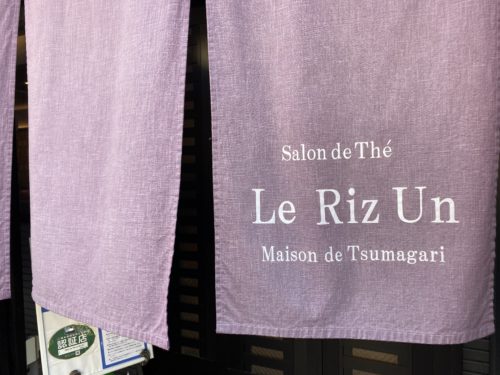 Salon de Thé
Le Riz Un
Maison de Tsumagari